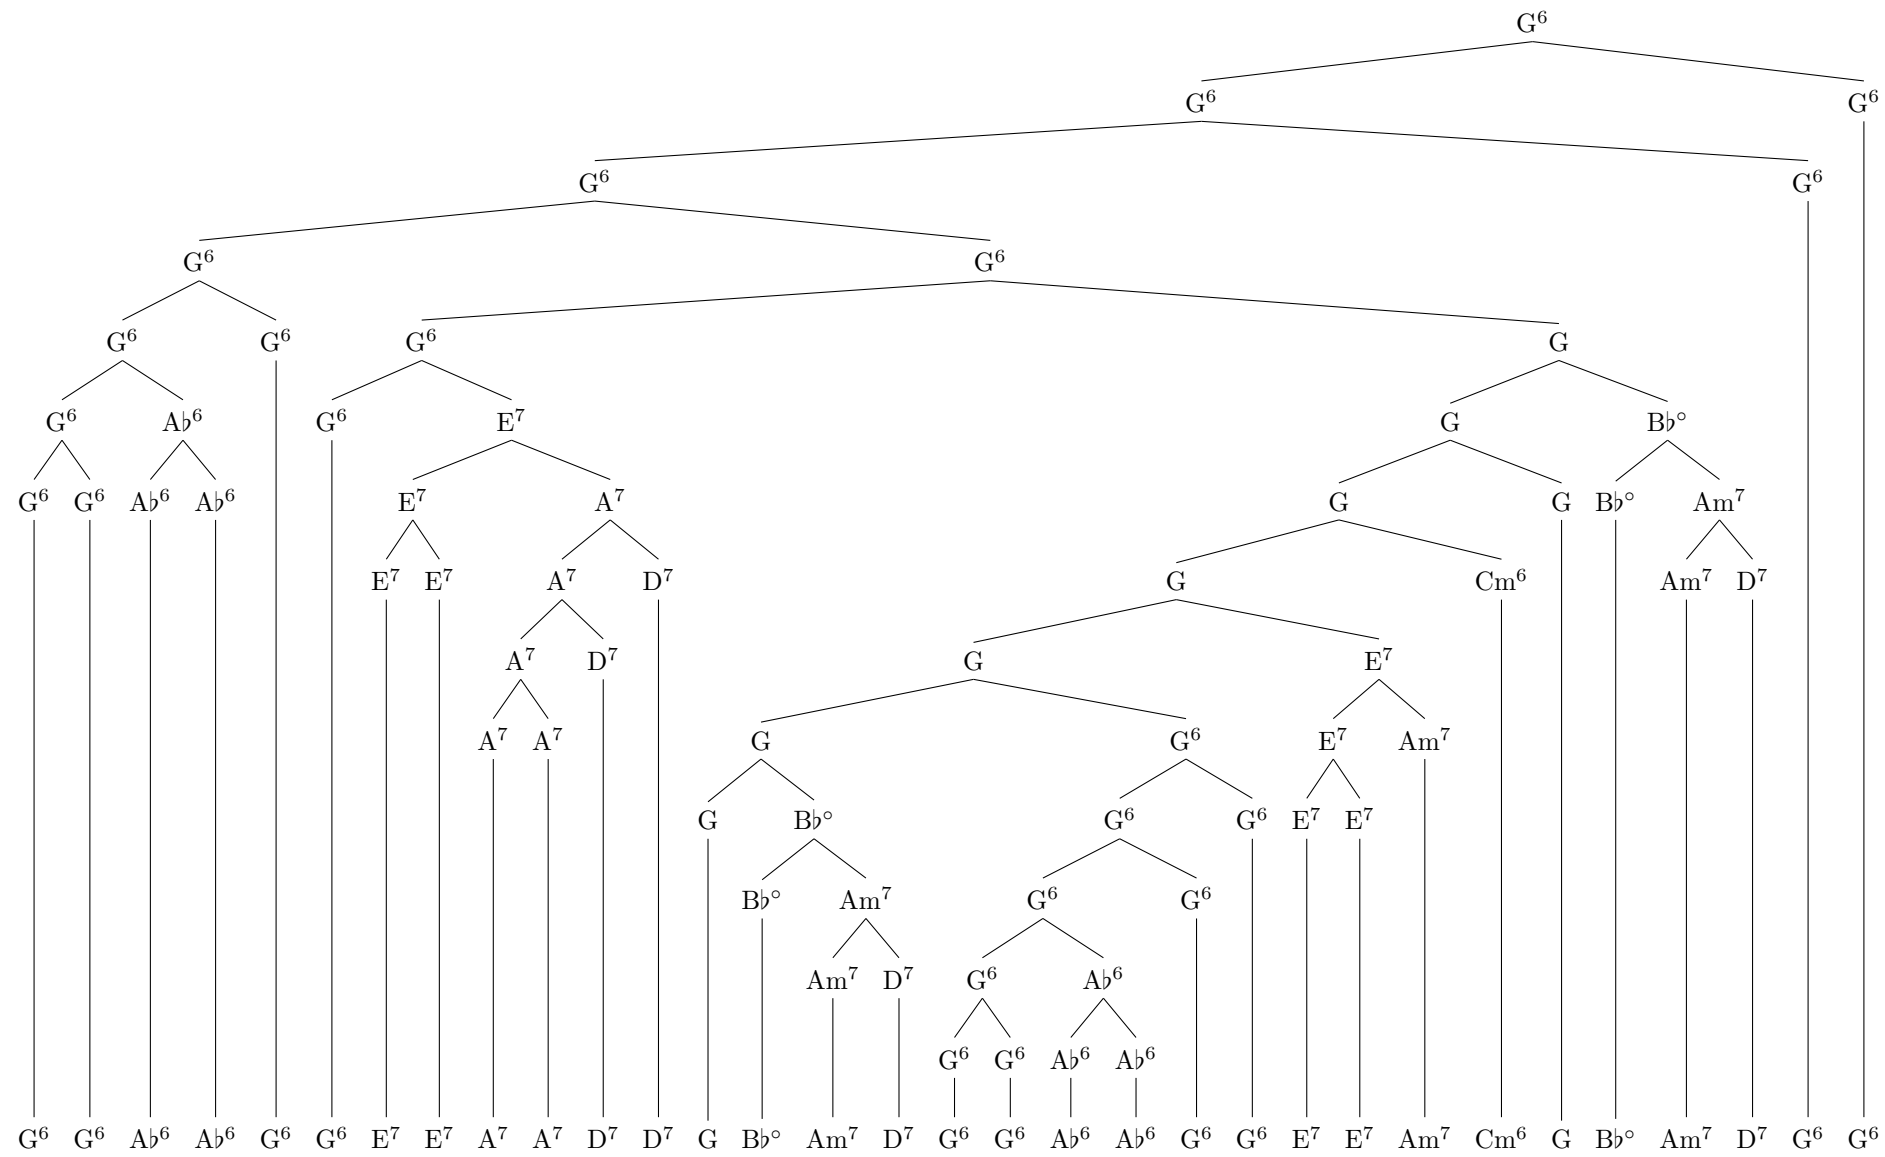 G⁶
G⁶ G⁶
G⁶ G⁶
G⁶ G⁶
G⁶ G⁶ G⁶ G
G⁶ A♭⁶ G⁶ E⁷ G B♭°
G⁶ G⁶ A♭⁶ A♭⁶ E⁷ A⁷ G G B♭° Am⁷
E⁷ E⁷ A⁷ D⁷ G Cm⁶ Am⁷ D⁷
A⁷ D⁷ G E⁷
A⁷ A⁷ G G⁶ E⁷ Am⁷
G B♭° G⁶ G⁶ E⁷ E⁷
B♭° Am⁷ G⁶ G⁶
Am⁷ D⁷ G⁶ A♭⁶
G⁶ G⁶ A♭⁶ A♭⁶
G⁶ G⁶ A♭⁶ A♭⁶ G⁶ G⁶ E⁷ E⁷ A⁷ A⁷ D⁷ D⁷ G B♭° Am⁷ D⁷ G⁶ G⁶ A♭⁶ A♭⁶ G⁶ G⁶ E⁷ E⁷ Am⁷ Cm⁶ G B♭° Am⁷ D⁷ G⁶ G⁶